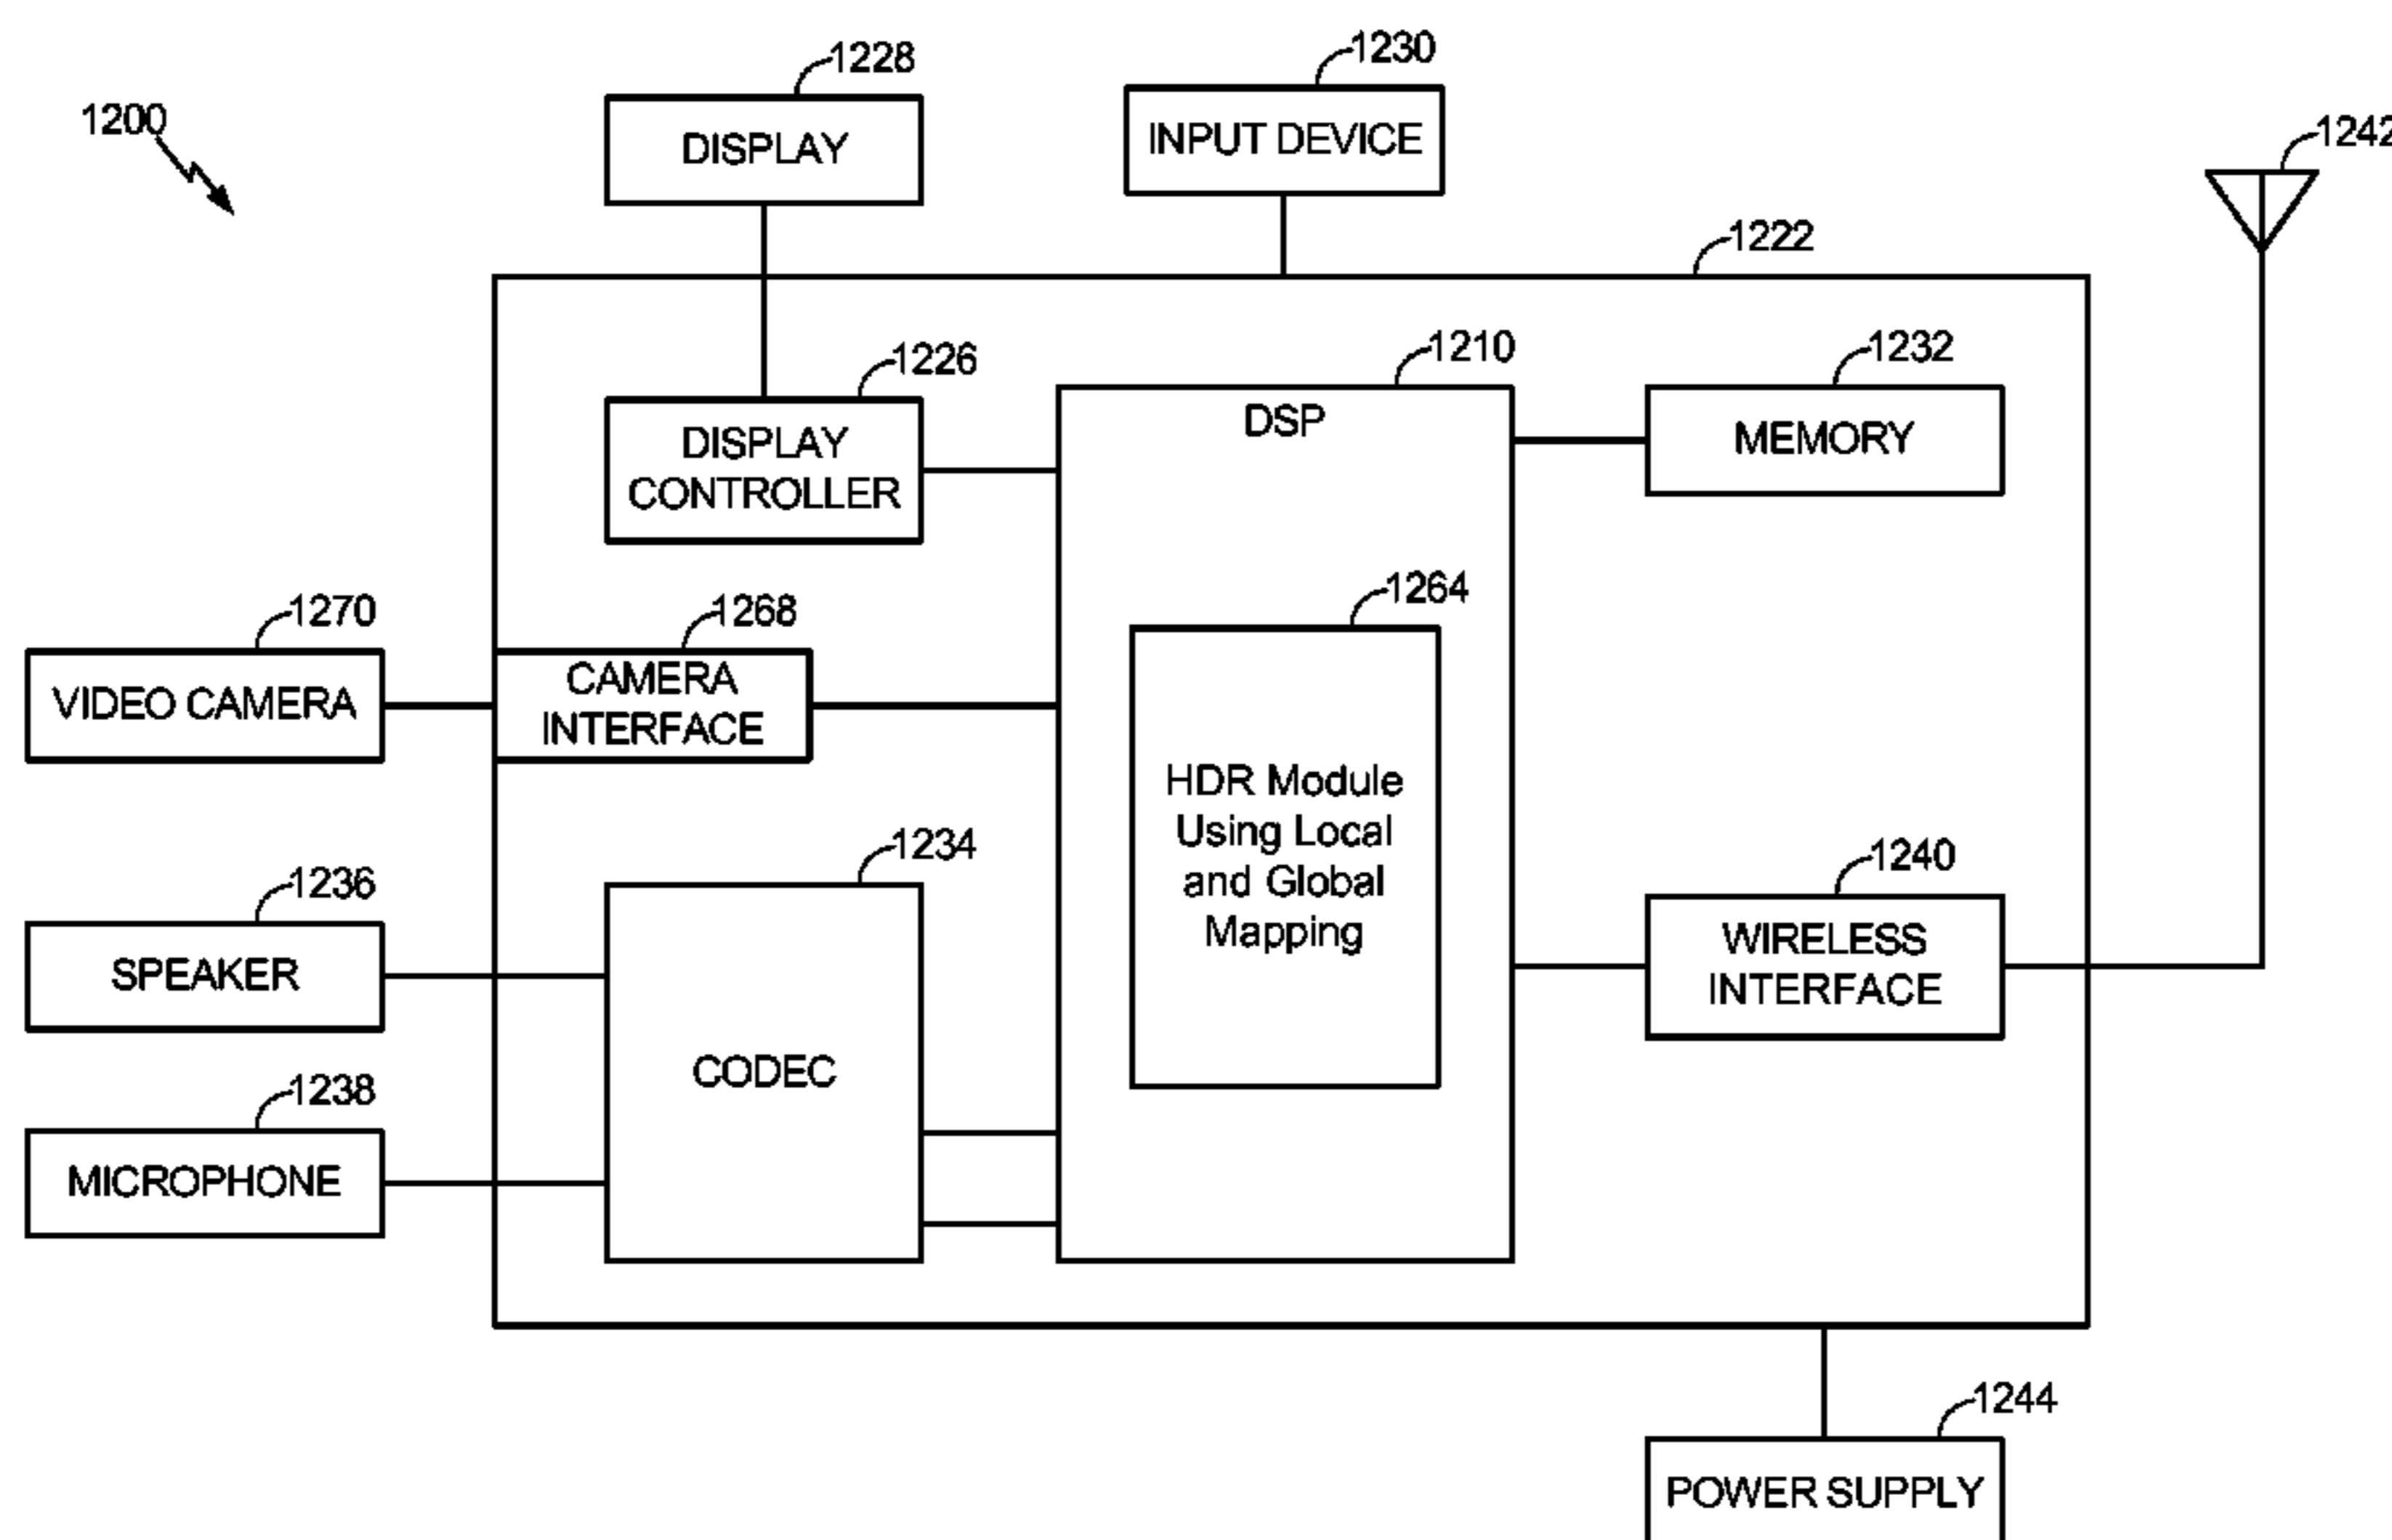 1200
1228
DISPLAY
1230
INPUT DEVICE
1242
1222
1226
DISPLAY
CONTROLLER
1210
DSP
1232
MEMORY
1270
VIDEO CAMERA
1268
CAMERA
INTERFACE
1264
HDR Module
Using Local
and Global
Mapping
1236
SPEAKER
1234
CODEC
1240
WIRELESS
INTERFACE
1238
MICROPHONE
1244
POWER SUPPLY